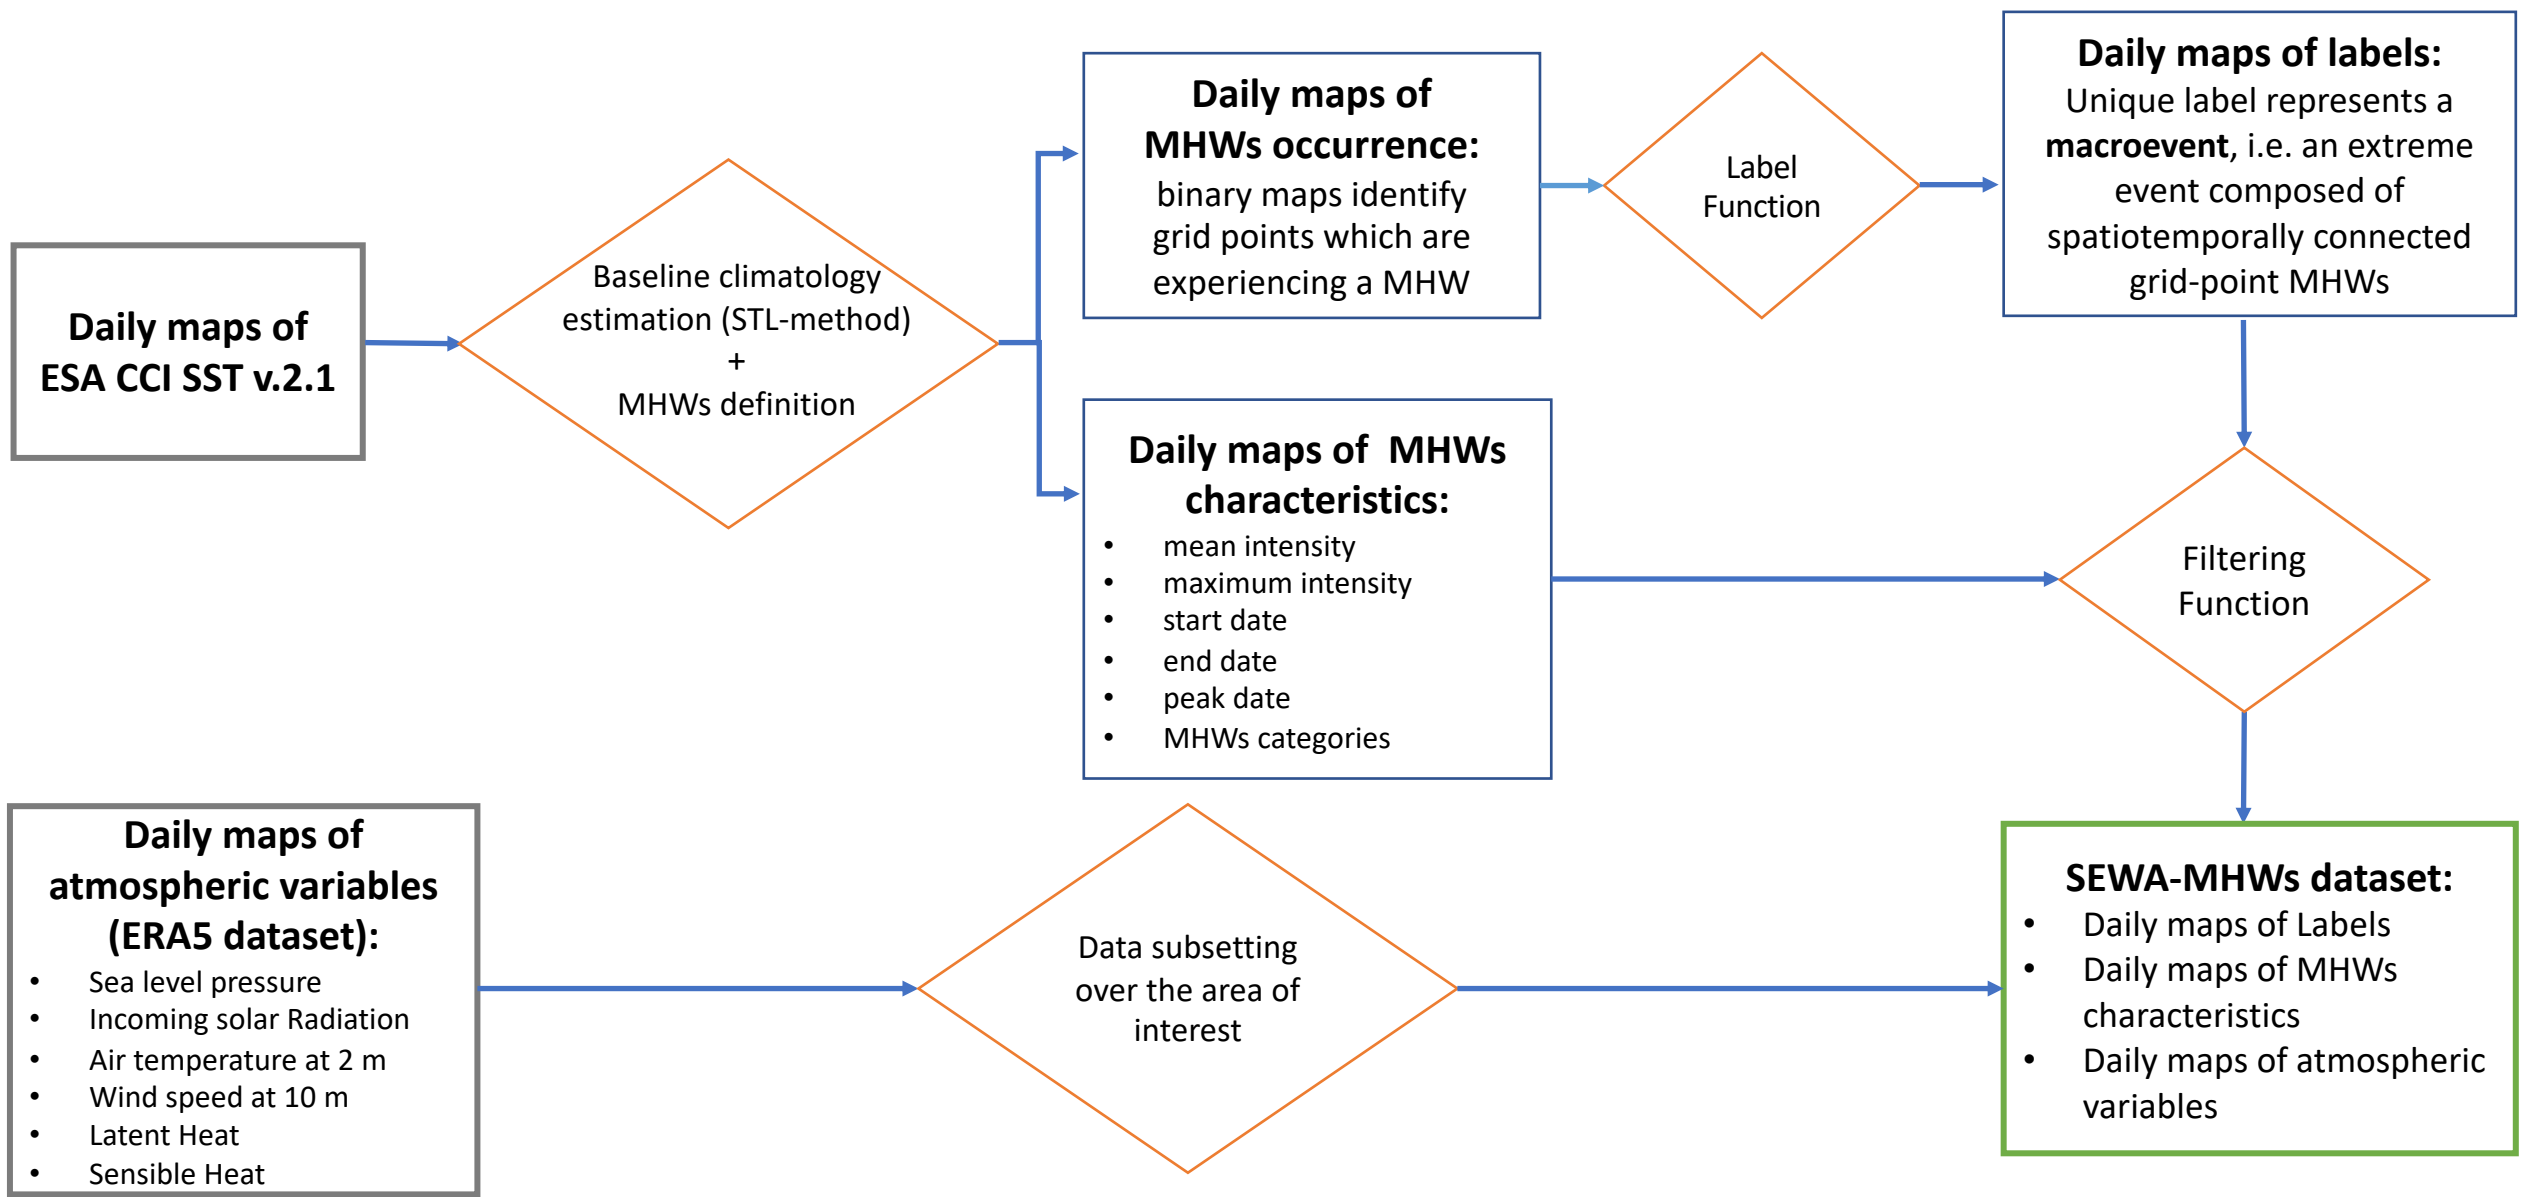 Daily maps of
ESA CCI SST v.2.1
Baseline climatology
estimation (STL-method)
+
MHWs definition
Daily maps of
MHWs occurrence:
binary maps identify
grid points which are
experiencing a MHW
Label
Function
Daily maps of labels:
Unique label represents a
macroevent, i.e. an extreme
event composed of
spatiotemporally connected
grid-point MHWs
Daily maps of MHWs
characteristics:
• mean intensity
• maximum intensity
• start date
• end date
• peak date
• MHWs categories
Filtering
Function
Daily maps of
atmospheric variables
(ERA5 dataset):
• Sea level pressure
• Incoming solar Radiation
• Air temperature at 2 m
• Wind speed at 10 m
• Latent Heat
• Sensible Heat
Data subsetting
over the area of
interest
SEWA-MHWs dataset:
• Daily maps of Labels
• Daily maps of MHWs
characteristics
• Daily maps of atmospheric
variables